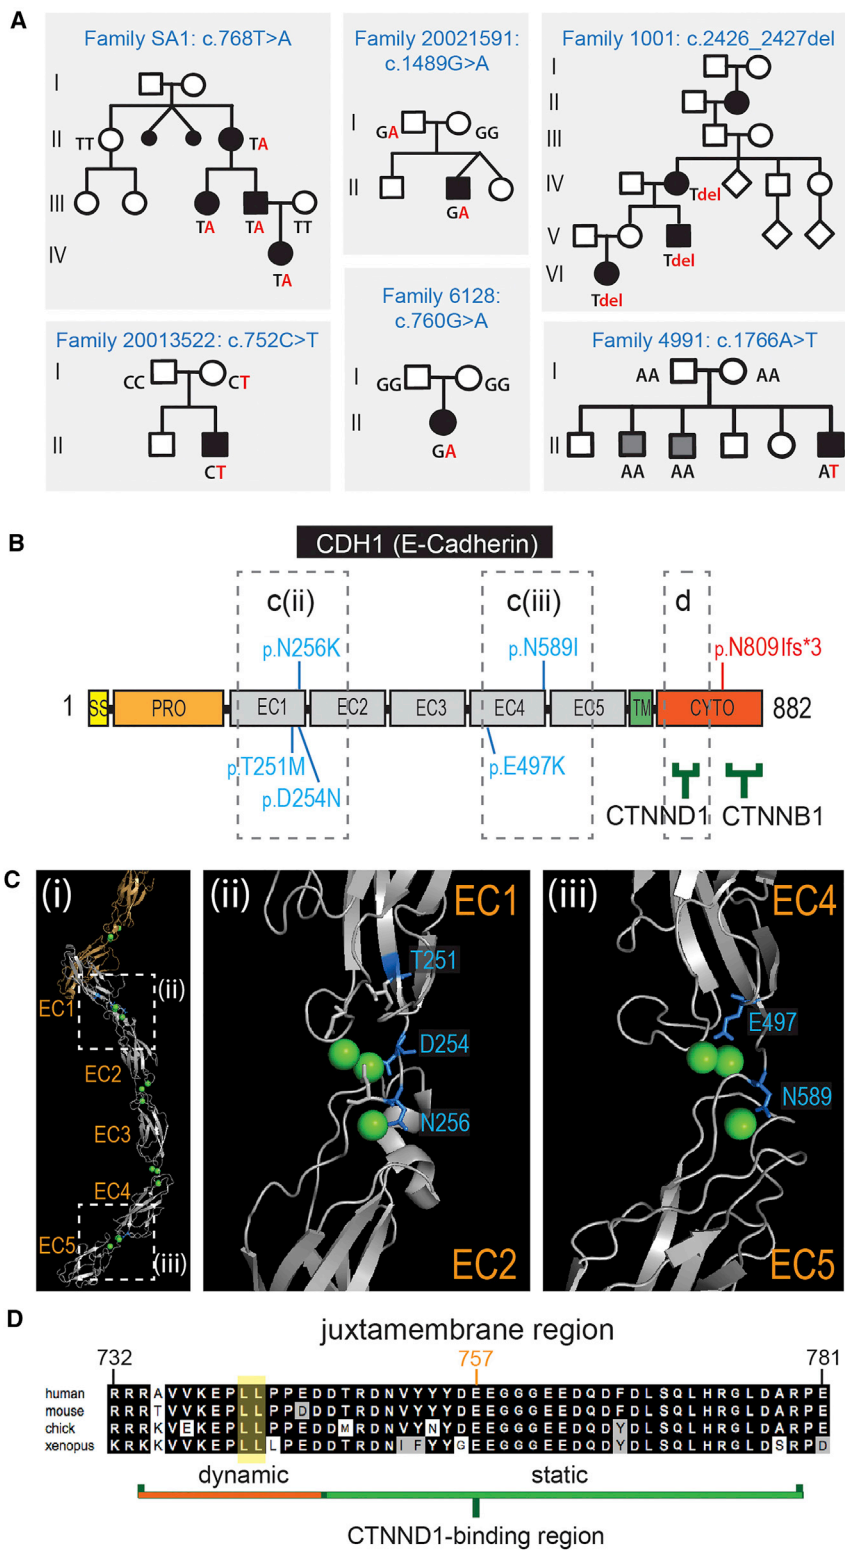 A
Family SA1: c.768T>A
I
II
TT
TA
III
TA
TA
TT
IV
TA
Family 20021591:
c.1489G>A
I
GA
GG
II
GA
Family 1001: c.2426_2427del
I
II
III
IV
Tdel
V
Tdel
VI
Tdel
Family 20013522: c.752C>T
I
CC
CT
II
CT
Family 6128:
c.760G>A
I
GG
GG
II
GA
Family 4991: c.1766A>T
I
AA
AA
II
AA
AA
AT
B
CDH1 (E-Cadherin)
c(ii)
c(iii)
d
p.N256K
p.N589I
p.N809Ifs*3
1
SS
PRO
EC1
EC2
EC3
EC4
EC5
TM
CYTO
882
p.T251M
p.E497K
p.D254N
CTNND1
CTNNB1
C
(i)
EC1
(ii)
EC2
EC3
EC4
EC5
(iii)
(ii)
EC1
T251
D254
N256
EC2
(iii)
EC4
E497
N589
EC5
D
juxtamembrane region
732
757
781
human RRRAVVKEPLLPPEDDTRDNVYYYDEEGGGEEDQDFDLSQLHRGLDARPE
mouse RRRTVVKEPLLPPDDDTRDNVYYYDEEGGGEEDQDFDLSQLHRGLDARPE
chick RRRKVEKEPLLPPEDDMRDNVYNYDEEGGGEEDQDYDLSQLHRGLDARPE
xenopus KRKKVVKEPLLLPEDDTRDNIFYYGEEGGGEEDQDYDLSQLHRGLDSRPD
dynamic
static
CTNND1-binding region